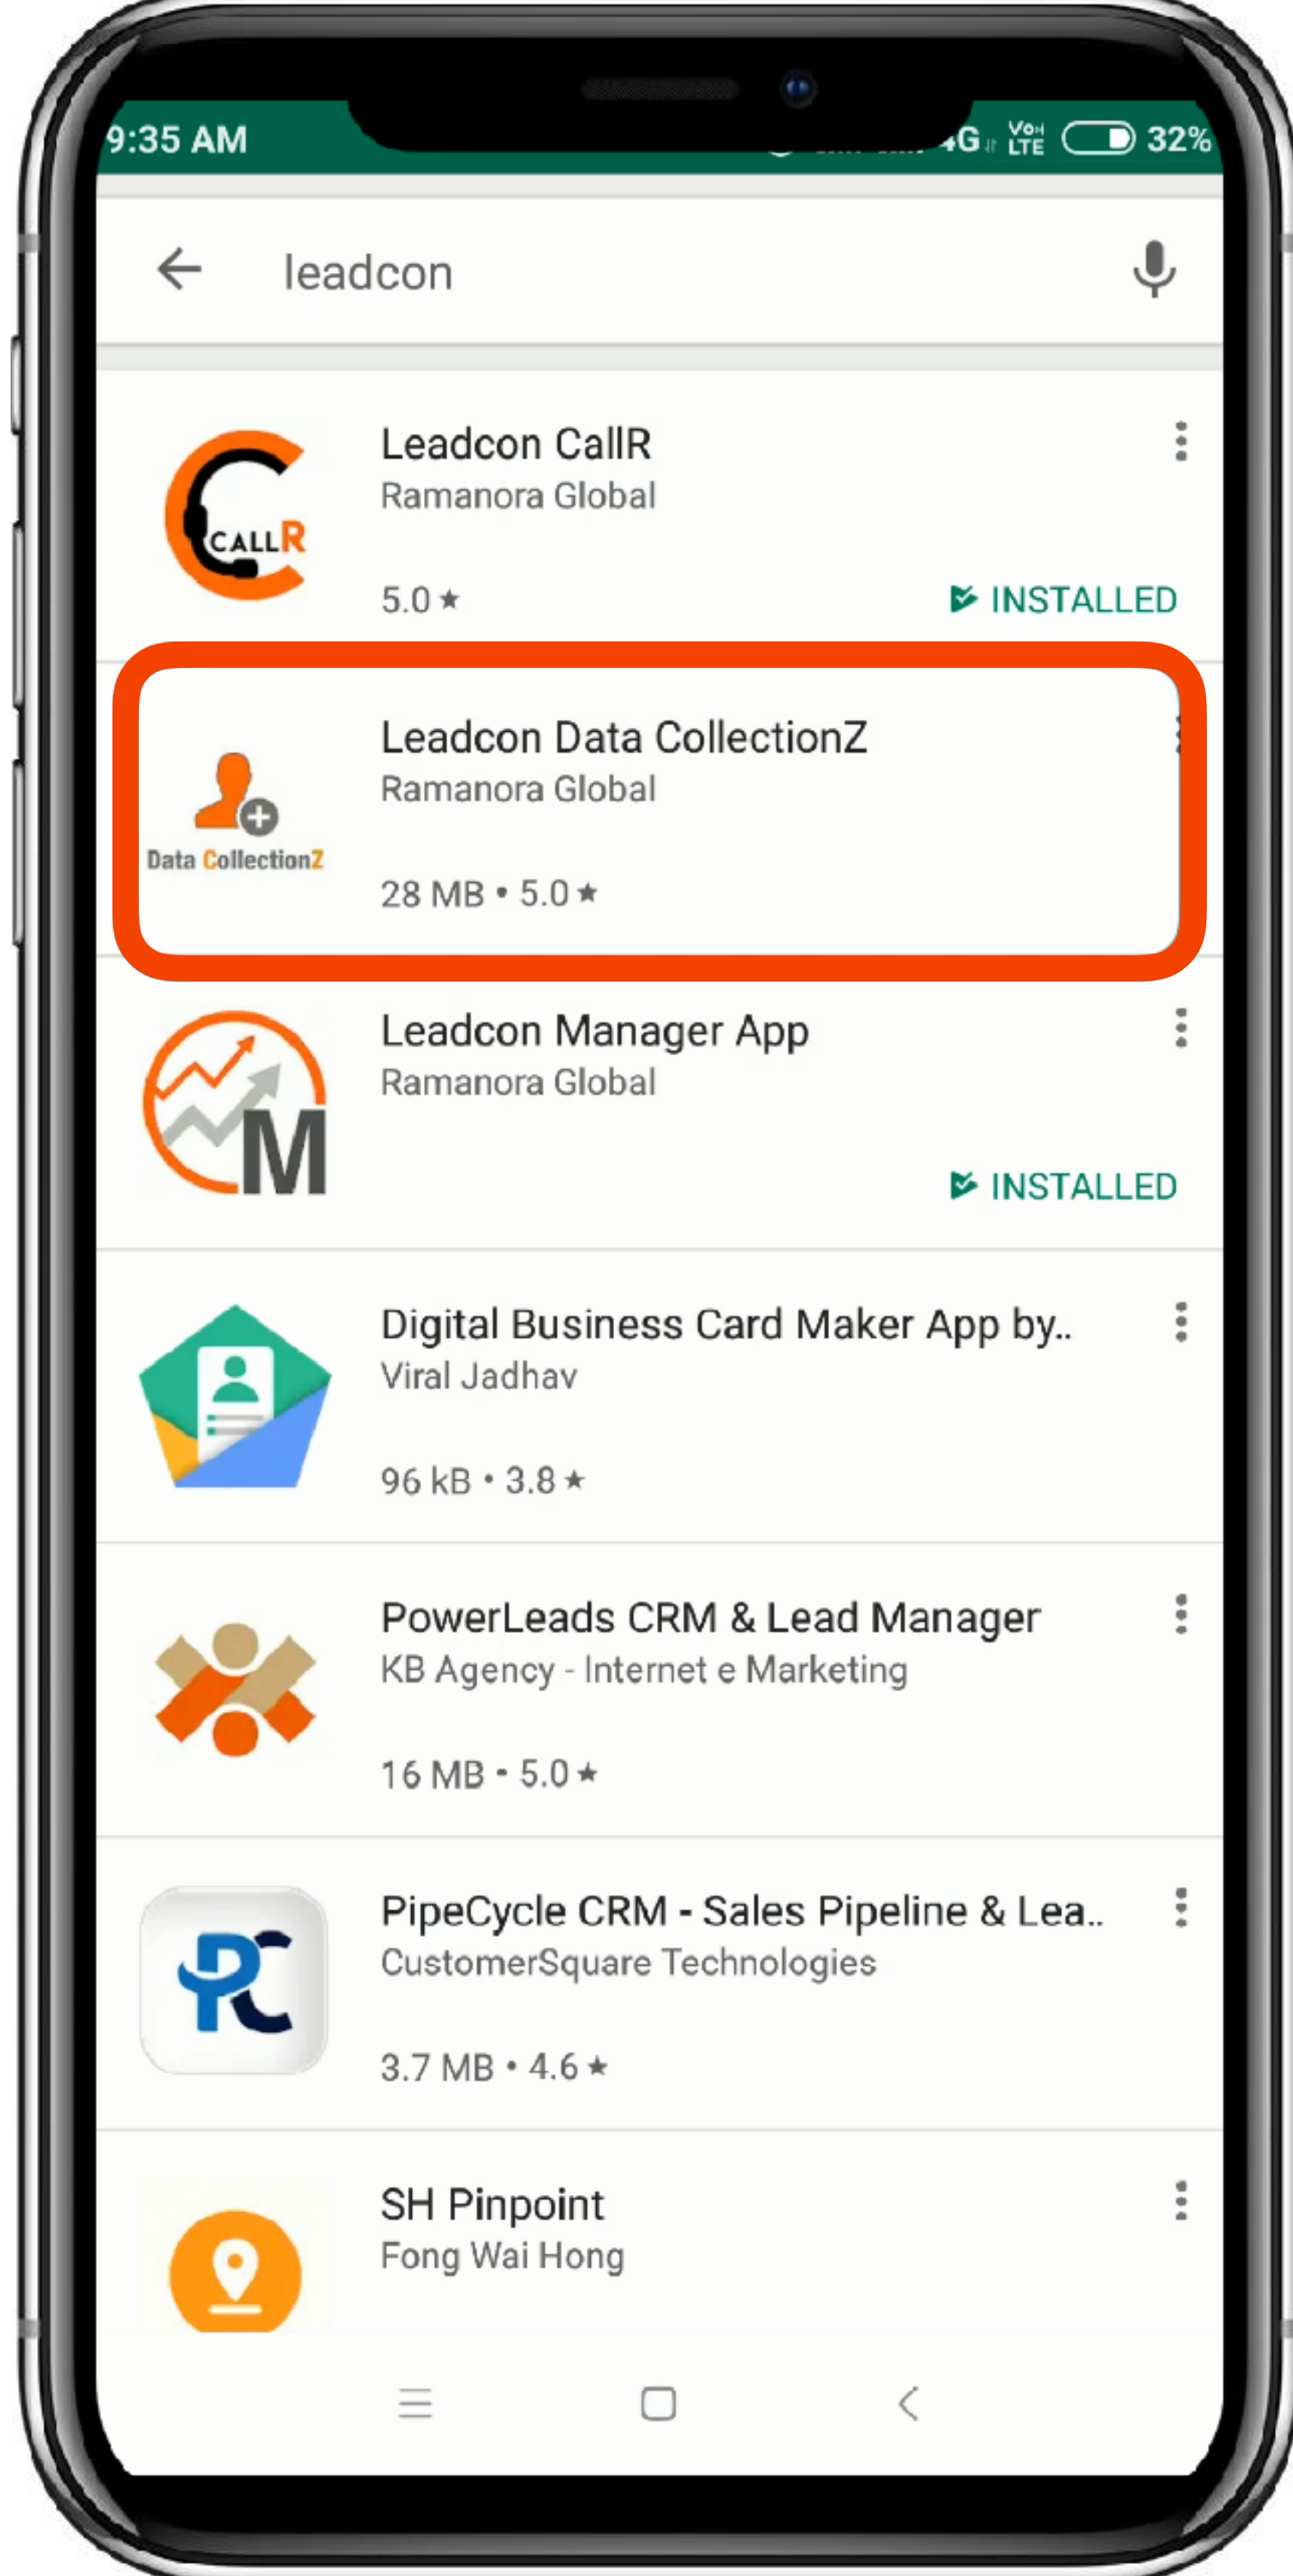 9:35 AM
4G VoLTE 32%
leadcon
CALLR
Leadcon CallR
Ramanora Global
5.0 ★
INSTALLED
Leadcon Data CollectionZ
Ramanora Global
Data CollectionZ
28 MB • 5.0 ★
M
Leadcon Manager App
Ramanora Global
INSTALLED
Digital Business Card Maker App by..
Viral Jadhav
96 kB • 3.8 ★
PowerLeads CRM & Lead Manager
KB Agency - Internet e Marketing
16 MB • 5.0 ★
PC
PipeCycle CRM - Sales Pipeline & Lea..
CustomerSquare Technologies
3.7 MB • 4.6 ★
SH Pinpoint
Fong Wai Hong